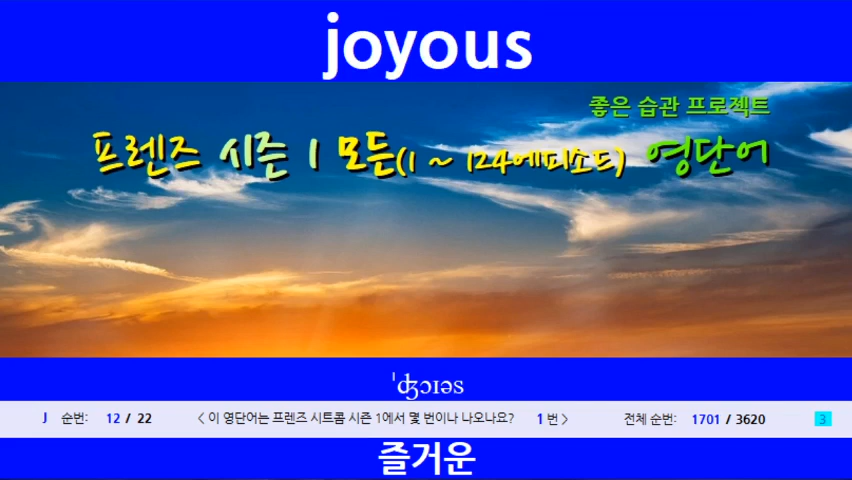 joyous
좋은 습관 프로젝트
프렌즈 시즌 1 모든(1 ~ 124에피소드) 영단어
ˈʤɔɪəs
J 순번: 12 / 22 < 이 영단어는 프렌즈 시트콤 시즌 1에서 몇 번이나 나오나요? 1 번 > 전체 순번: 1701 / 3620 3
즐거운